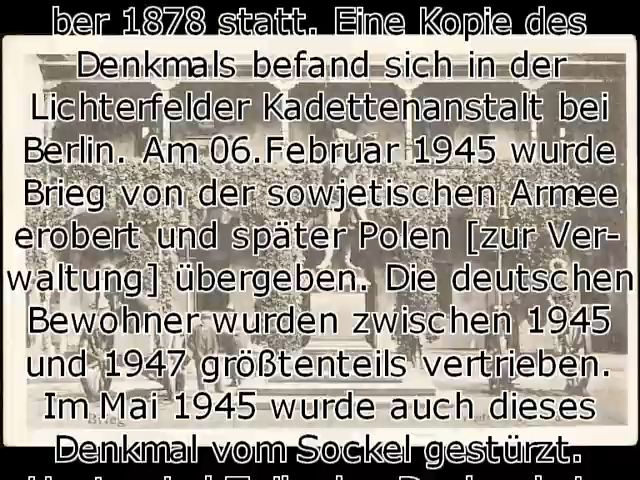 ber 1878 statt. Eine Kopie des
Denkmals befand sich in der
Lichterfelder Kadettenanstalt bei
Berlin. Am 06.Februar 1945 wurde
Brieg von der sowjetischen Armee
erobert und später Polen [zur Ver-
waltung] übergeben. Die deutschen
Bewohner wurden zwischen 1945
und 1947 größtenteils vertrieben.
Im Mai 1945 wurde auch dieses
Brieg
Denkmal vom Sockel gestürzt.